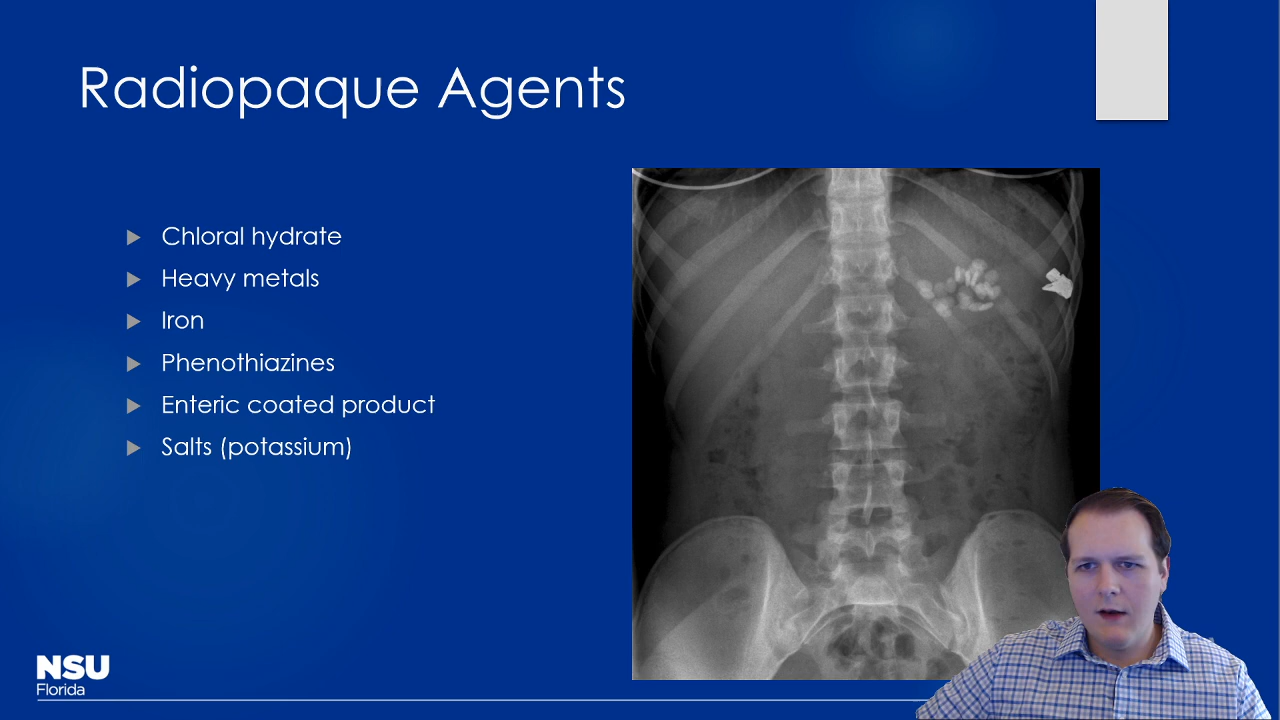 Radiopaque Agents
Chloral hydrate
Heavy metals
Iron
Phenothiazines
Enteric coated product
Salts (potassium)
NSU
Florida